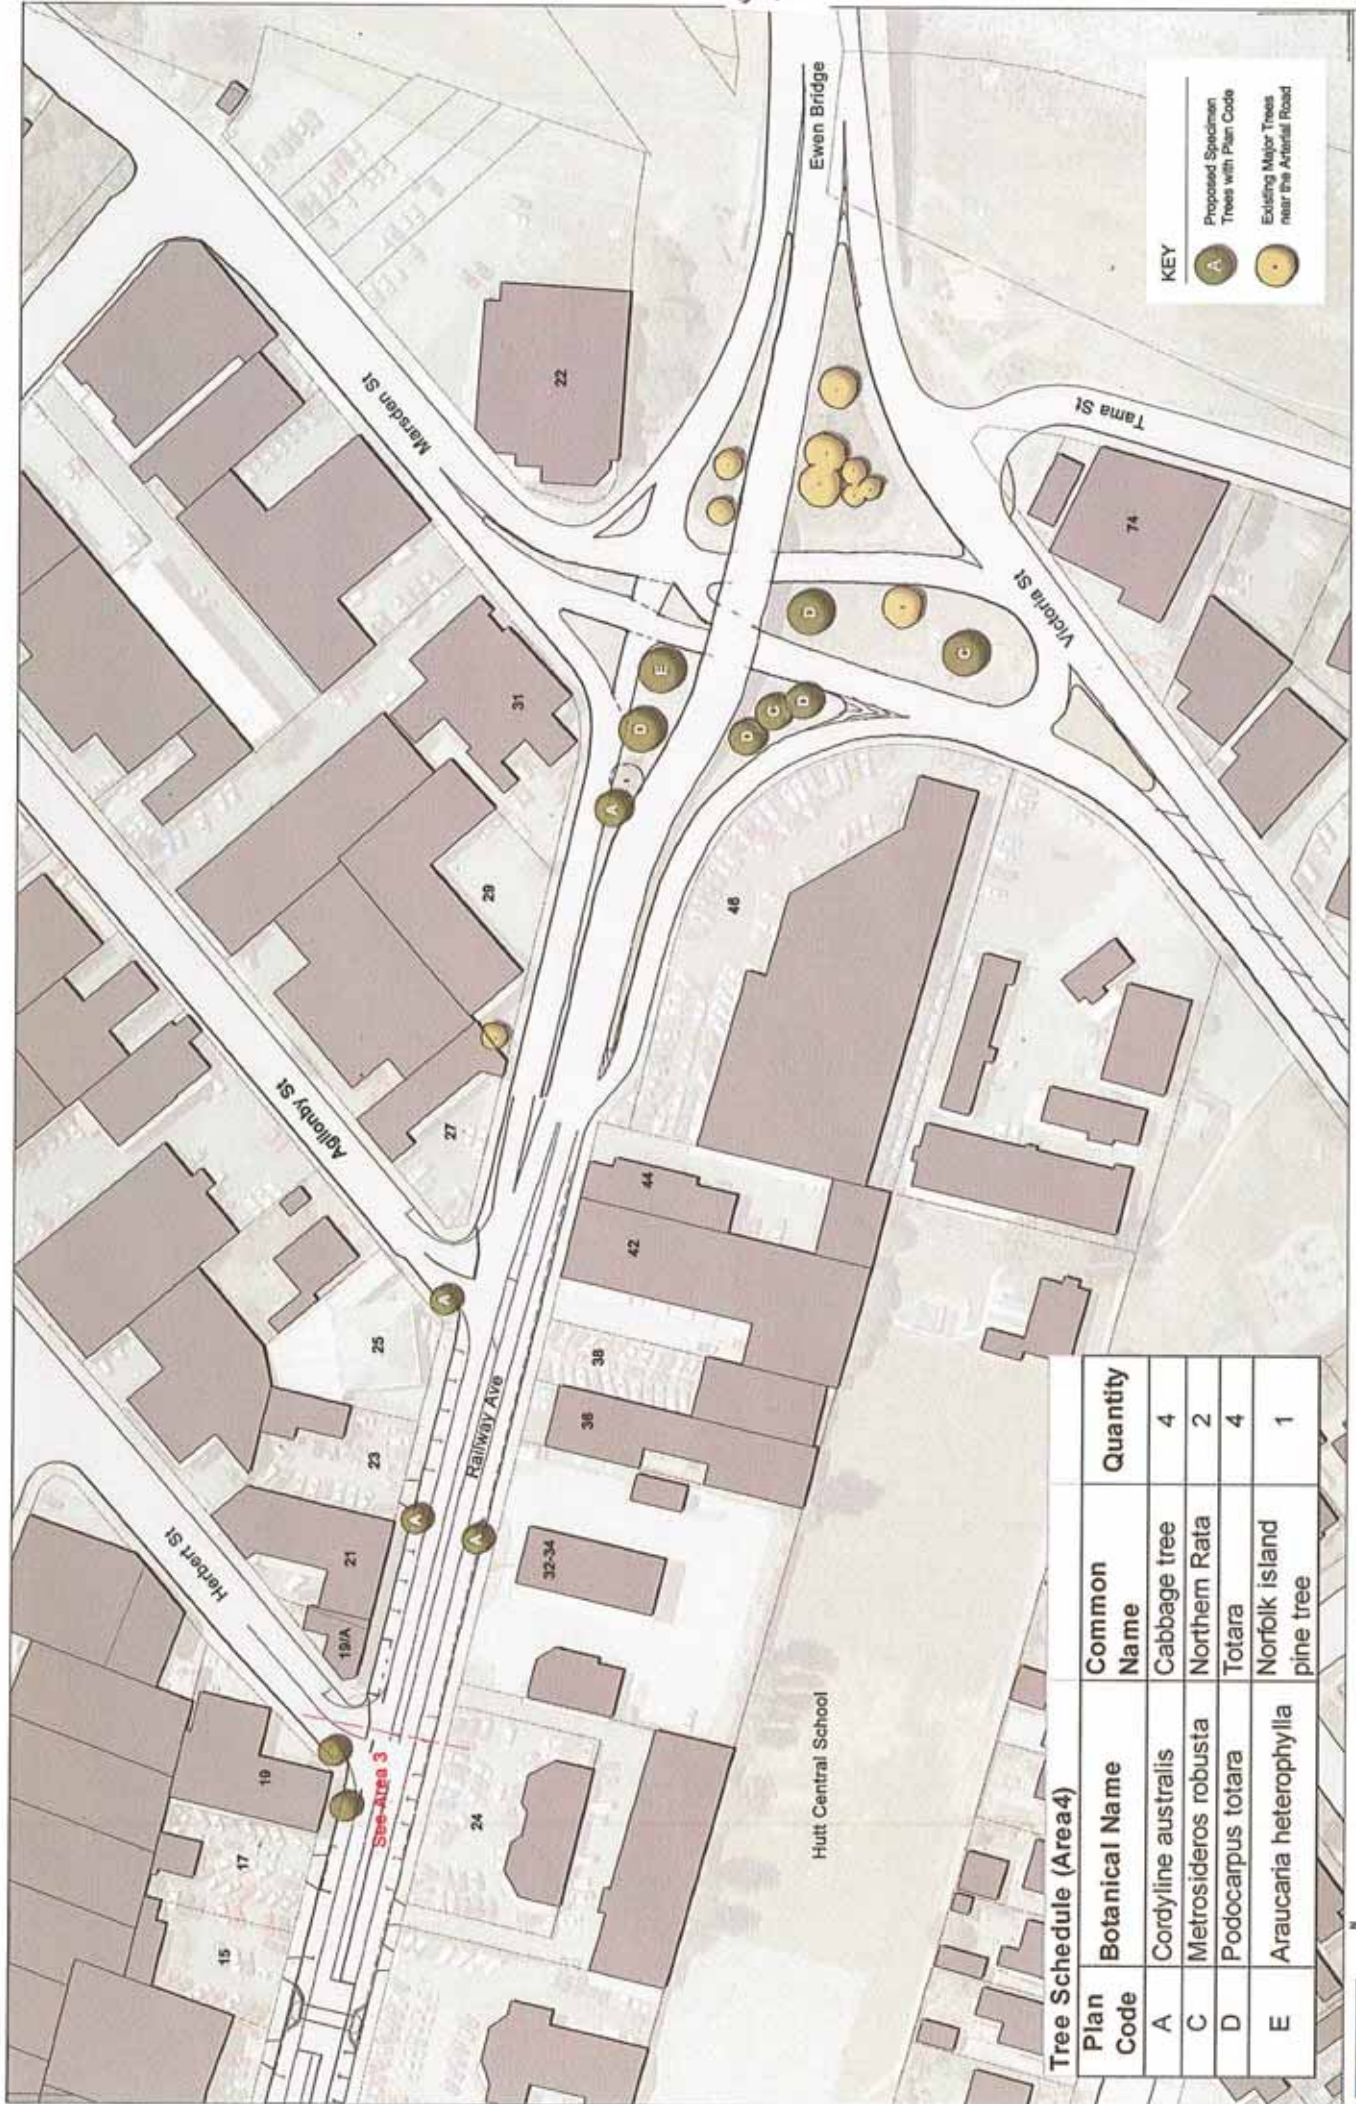 Ewen Bridge
KEY
A
Proposed Specimen
Trees with Plan Code
Existing Major Trees
near the Arterial Road
Marsden St
22
Tama St
74
Victoria St
31
D
C
E
D
D
C
D
A
29
46
Agllonby St
27
44
42
A
25
38
Railway Ave
36
23
A
A
Herbert St
21
32-34
19/A
19
See Area 3
24
17
15
Hutt Central School
Tree Schedule (Area4)
Plan Code Botanical Name Common Name Quantity
A Cordyline australis Cabbage tree 4
C Metrosideros robusta Northern Rata 2
D Podocarpus totara Totara 4
E Araucaria heterophylla Norfolk island pine tree 1